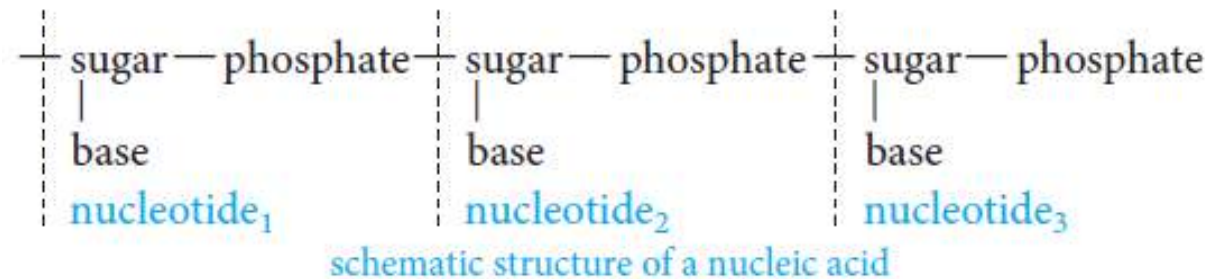 sugar — phosphate sugar — phosphate sugar — phosphate
base base base
nucleotide₁ nucleotide₂ nucleotide₃
schematic structure of a nucleic acid